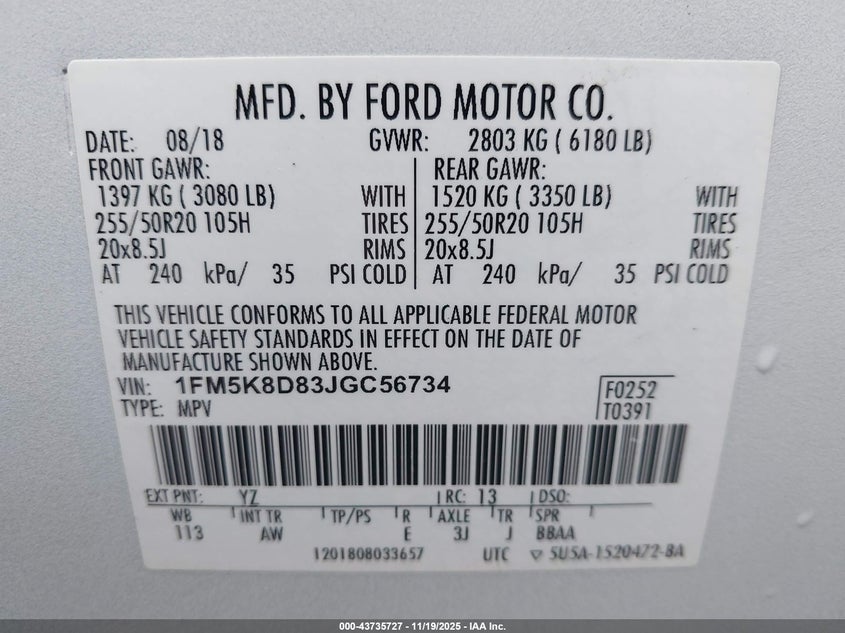 MFD. BY FORD MOTOR CO.
DATE: 08/18 GVWR: 2803 KG ( 6180 LB)
FRONT GAWR: REAR GAWR:
1397 KG ( 3080 LB) WITH 1520 KG ( 3350 LB) WITH
255/50R20 105H TIRES 255/50R20 105H TIRES
20x8.5J RIMS 20x8.5J RIMS
AT 240 kPa/ 35 PSI COLD AT 240 kPa/ 35 PSI COLD
THIS VEHICLE CONFORMS TO ALL APPLICABLE FEDERAL MOTOR
VEHICLE SAFETY STANDARDS IN EFFECT ON THE DATE OF
MANUFACTURE SHOWN ABOVE.
VIN: 1FM5K8D83JGC56734 F0252
TYPE: MPV T0391
EXT PNT: YZ RC: 13 DSO:
WB INT TR TP/PS R AXLE TR SPR
113 AW E 3J J BBAA
1201808033657 UTC 5U5A-1520472-BA
000-43735727 - 11/19/2025 - IAA Inc.